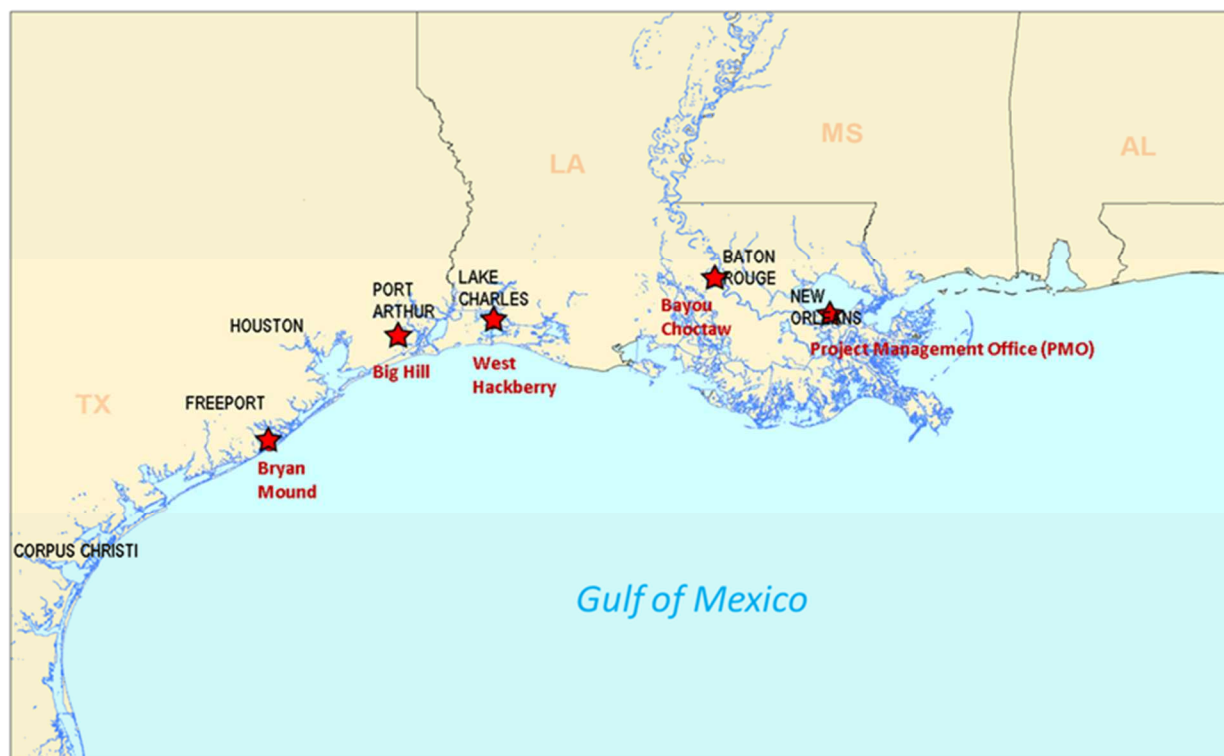 MS
AL
LA
BATON
ROUGE
LAKE
CHARLES
PORT
ARTHUR
NEW
ORLEANS
Bayou
Choctaw
HOUSTON
Project Management Office (PMO)
West
Hackberry
Big Hill
TX
FREEPORT
Bryan
Mound
CORPUS CHRISTI
Gulf of Mexico